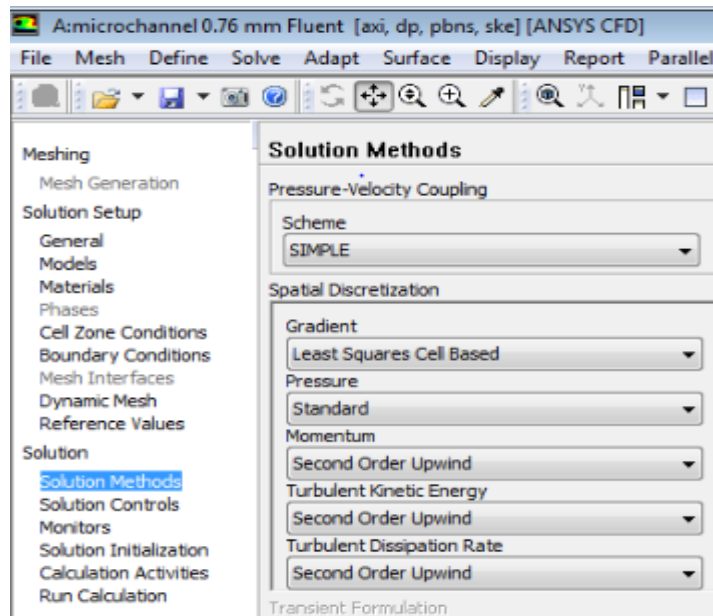 A:microchannel 0.76 mm Fluent [axi, dp, pbns, ske] [ANSYS CFD]
File Mesh Define Solve Adapt Surface Display Report Parallel
Meshing
Mesh Generation
Solution Setup
General
Models
Materials
Phases
Cell Zone Conditions
Boundary Conditions
Mesh Interfaces
Dynamic Mesh
Reference Values
Solution
Solution Methods
Solution Controls
Monitors
Solution Initialization
Calculation Activities
Run Calculation
Solution Methods
Pressure-Velocity Coupling
Scheme
SIMPLE
Spatial Discretization
Gradient
Least Squares Cell Based
Pressure
Standard
Momentum
Second Order Upwind
Turbulent Kinetic Energy
Second Order Upwind
Turbulent Dissipation Rate
Second Order Upwind
Transient Formulation